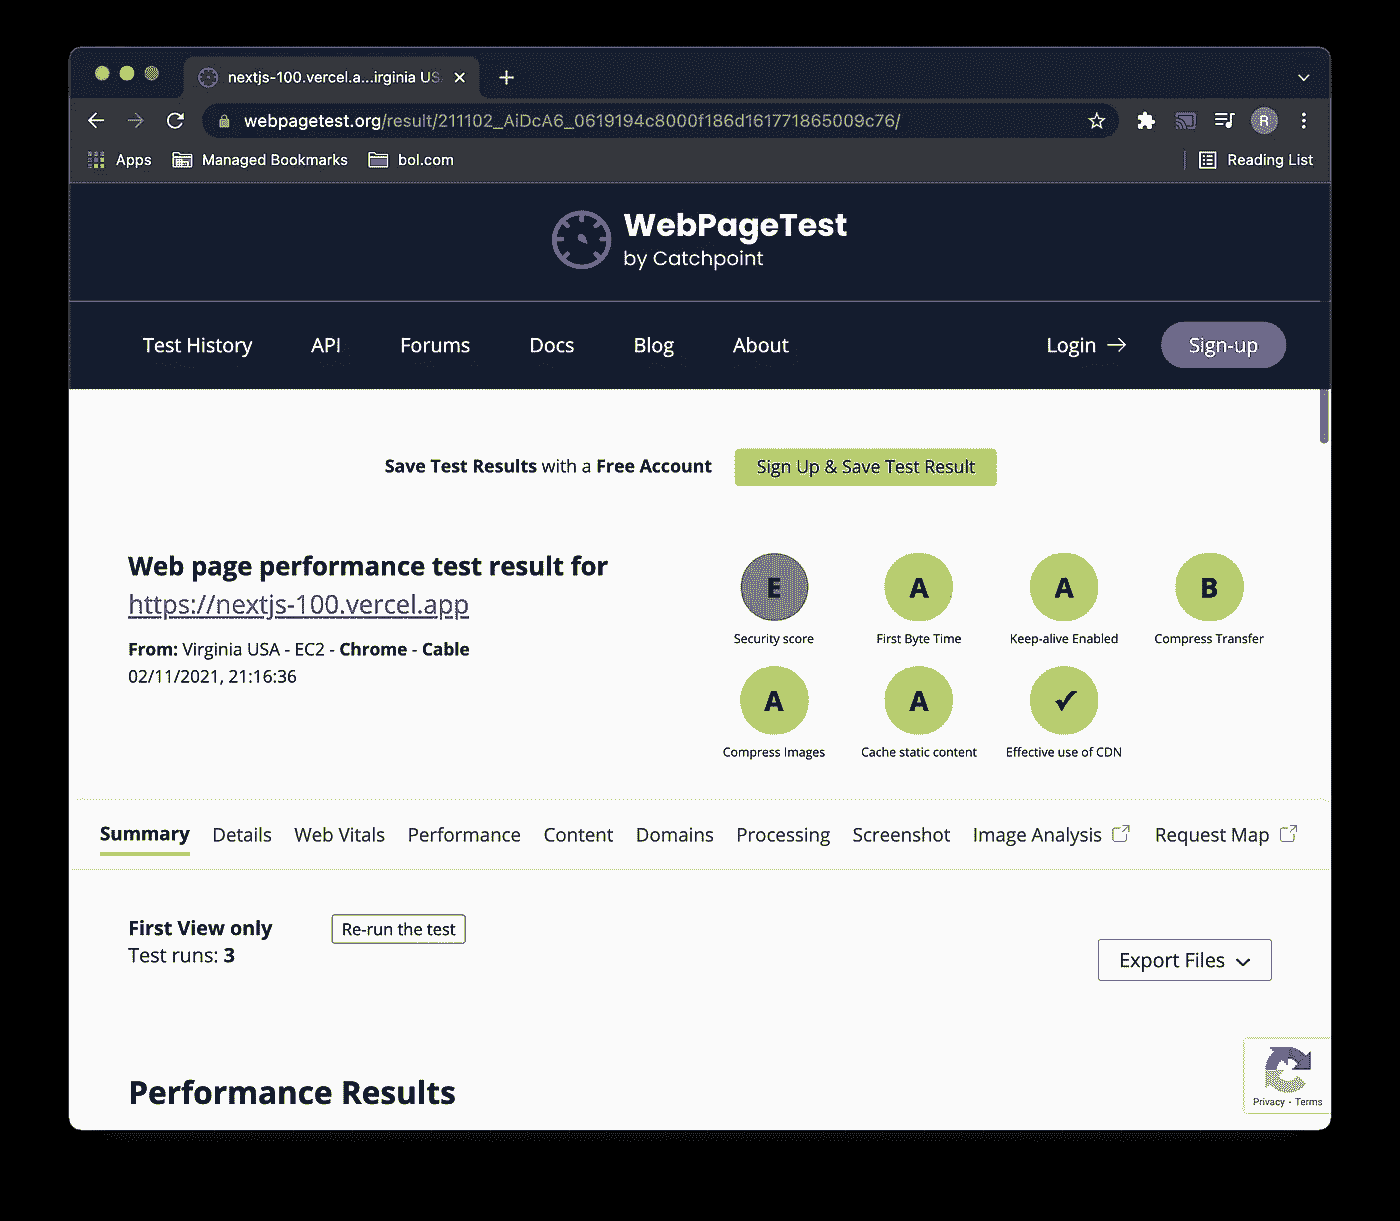 nextjs-100.vercel.a...irginia US
webpagetest.org/result/211102_AiDcA6_0619194c8000f186d161771865009c76/
R
Apps Managed Bookmarks bol.com Reading List
WebPageTest
by Catchpoint
Test History API Forums Docs Blog About Login → Sign-up
Save Test Results with a Free Account Sign Up & Save Test Result
Web page performance test result for
https://nextjs-100.vercel.app
From: Virginia USA - EC2 - Chrome - Cable
02/11/2021, 21:16:36
E A A B
Security score First Byte Time Keep-alive Enabled Compress Transfer
A A ✓
Compress Images Cache static content Effective use of CDN
Summary Details Web Vitals Performance Content Domains Processing Screenshot Image Analysis Request Map
First View only Re-run the test
Test runs: 3
Export Files
Performance Results
Privacy - Terms